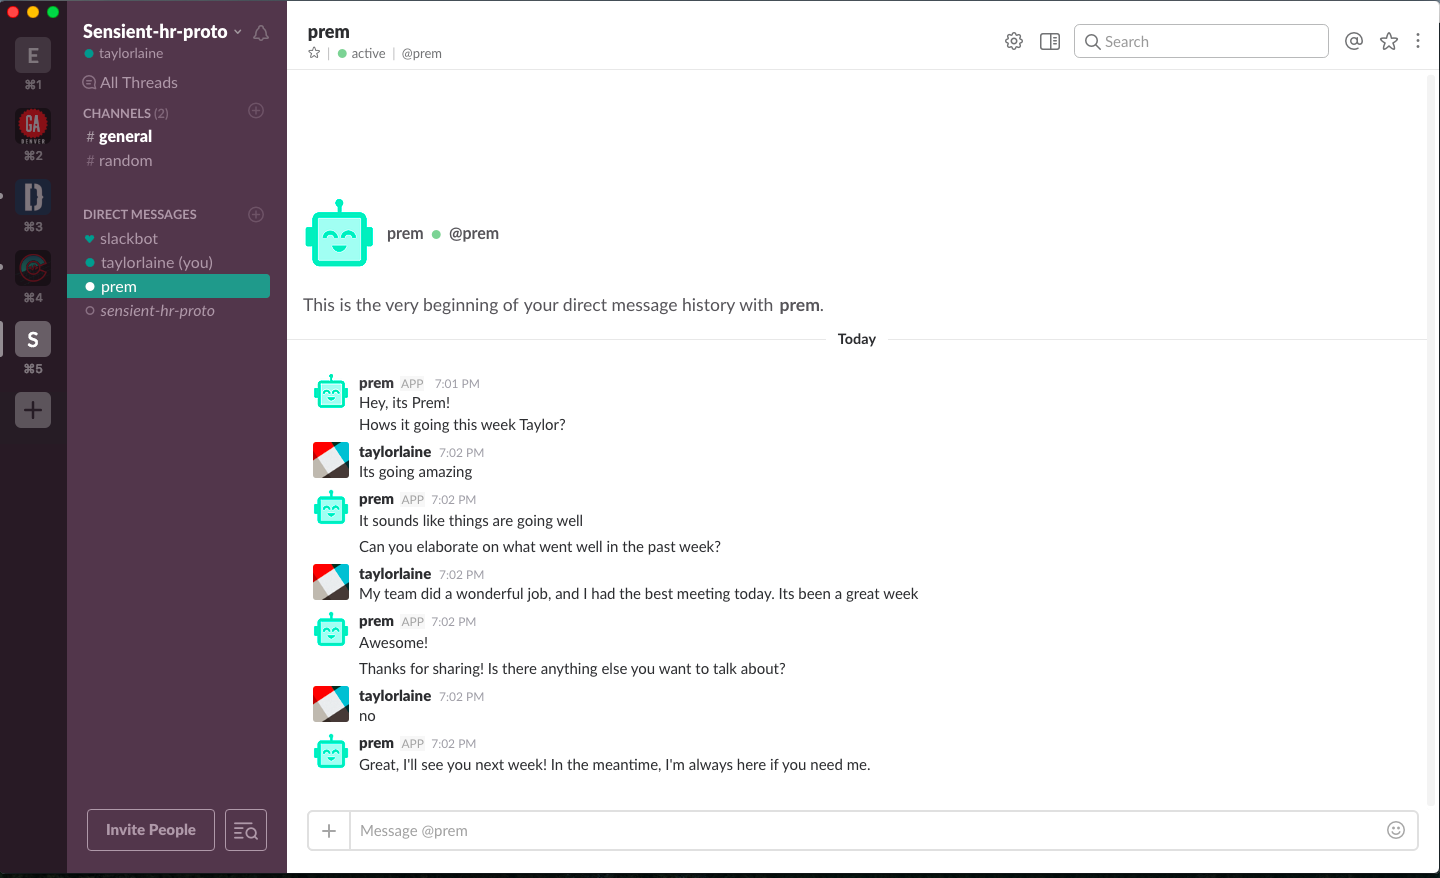 E
⌘1
GA
DENVER
⌘2
D
⌘3
⌘4
S
⌘5
Sensient-hr-proto
taylorlaine
All Threads
CHANNELS (2)
# general
# random
DIRECT MESSAGES
slackbot
taylorlaine (you)
prem
sensient-hr-proto
Invite People
prem
active | @prem
Search
prem @prem
This is the very beginning of your direct message history with prem.
Today
prem APP 7:01 PM
Hey, its Prem!
Hows it going this week Taylor?
taylorlaine 7:02 PM
Its going amazing
prem APP 7:02 PM
It sounds like things are going well
Can you elaborate on what went well in the past week?
taylorlaine 7:02 PM
My team did a wonderful job, and I had the best meeting today. Its been a great week
prem APP 7:02 PM
Awesome!
Thanks for sharing! Is there anything else you want to talk about?
taylorlaine 7:02 PM
no
prem APP 7:02 PM
Great, I'll see you next week! In the meantime, I'm always here if you need me.
Message @prem